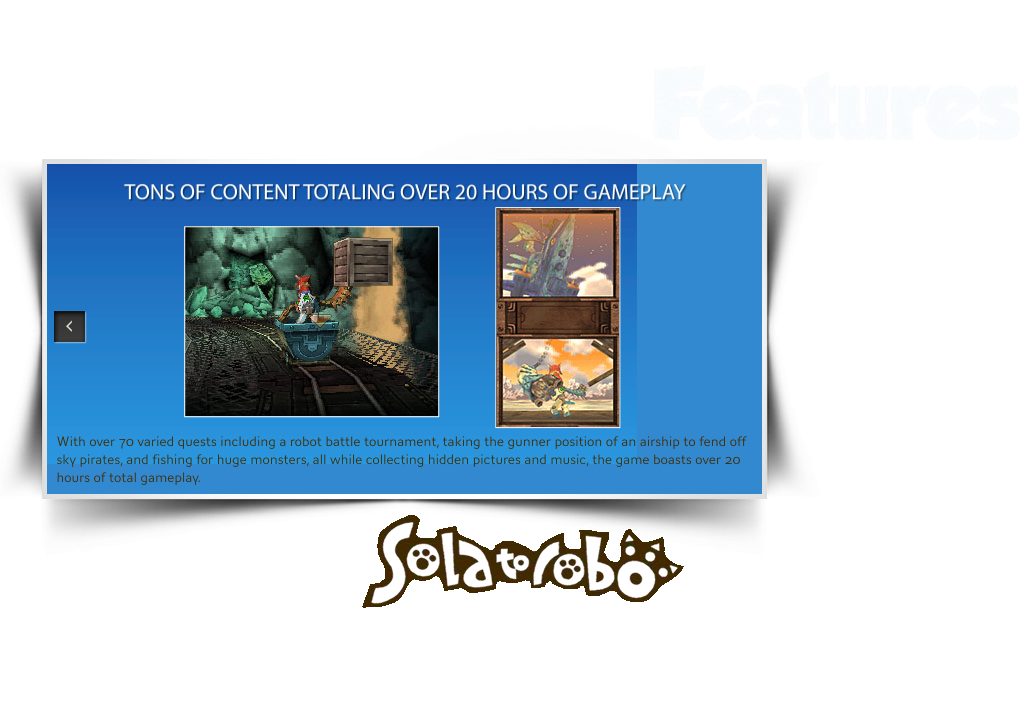 Features
TONS OF CONTENT TOTALING OVER 20 HOURS OF GAMEPLAY
With over 70 varied quests including a robot battle tournament, taking the gunner position of an airship to fend off
sky pirates, and fishing for huge monsters, all while collecting hidden pictures and music, the game boasts over 20
hours of total gameplay.
Solatorobo